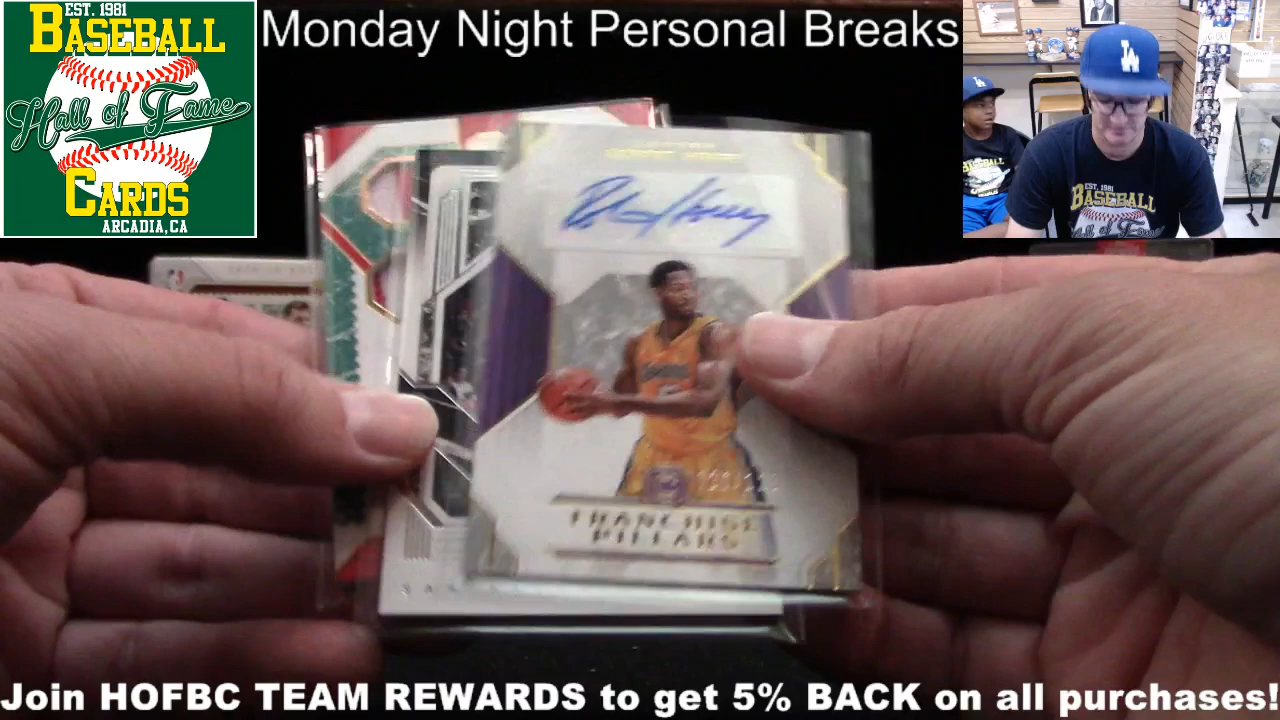 EST. 1981
BASEBALL
Hall of Fame
CARDS
ARCADIA, CA
Monday Night Personal Breaks
LA
EST. 1981
BASEBALL
Hall of Fame
FRANCHISE
PILLARS
Join HOFBC TEAM REWARDS to get 5% BACK on all purchases!